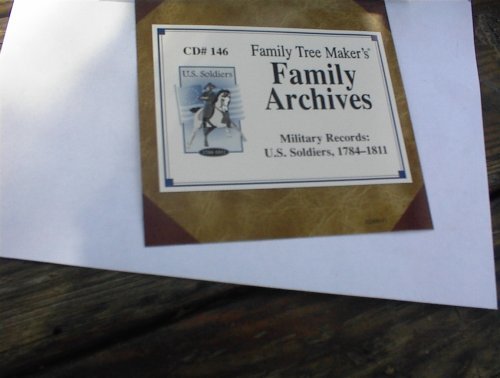 CD# 146
Family Tree Maker's®
Family
Archives
U.S. Soldiers
Military Records:
U.S. Soldiers, 1784–1811